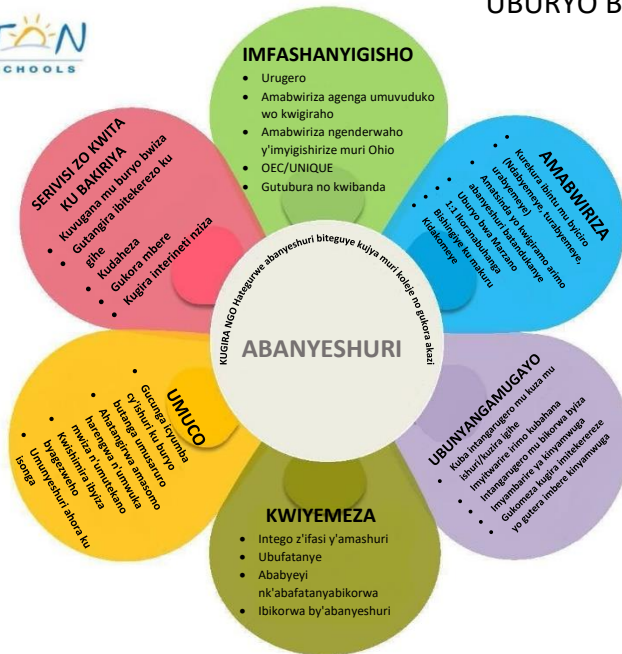 UBURYO B
TON
CHOOLS
IMFASHANYIGISHO
• Urugero
• Amabwiriza agenga umuvuduko
wo kwigiraho
• Amabwiriza ngenderwaho
y'imyigishirize muri Ohio
• OEC/UNIQUE
• Gutubura no kwibanda
AMABWIRIZA
• Kurekura ibintu mu byiciro
(Ndabyemeye, turabyemeye,
urabyemeye)
• Amatsinda yo kwigiramo arimo
abanyeshuri batandukanye
• Uburyo bwa Marzano
• 1:1 Ikoranabuhanga
• Bishingiye ku makuru
• Kidakomeye
UBUNYANGAMUGAYO
• Kuba intangarugero mu kuza mu
ishuri/kuzira igihe
• Imyitwarire irimo kubahana
• Intangarugero mu bikorwa byiza
• Imyambarire ya kinyamwuga
• Gukomeza kugira imitekerereze
yo gutera imbere kinyamwuga
KWIYEMEZA
• Intego z'ifasi y'amashuri
• Ubufatanye
• Ababyeyi
nk'abafatanyabikorwa
• Ibikorwa by'abanyeshuri
UMUCO
• Gucunga icyumba
cy'ishuri ku buryo
butanga umusaruro
• Ahatangirwa amasomo
harengwa n'umwuka
mwiza n'umutekano
• Kwishimira ibyiza
byagezweho
• Umunyeshuri ahora ku
isonga
SERIVISI ZO KWITA
KU BAKIRIYA
• Kuvugana mu buryo bwiza
• Gutangira ibitekerezo ku
gihe
• Kudaheza
• Gukora mbere
• Kugira interineti nziza
KUGIRA NGO Hategurwe abanyeshuri biteguye kujya muri koleje no gukora akazi
ABANYESHURI